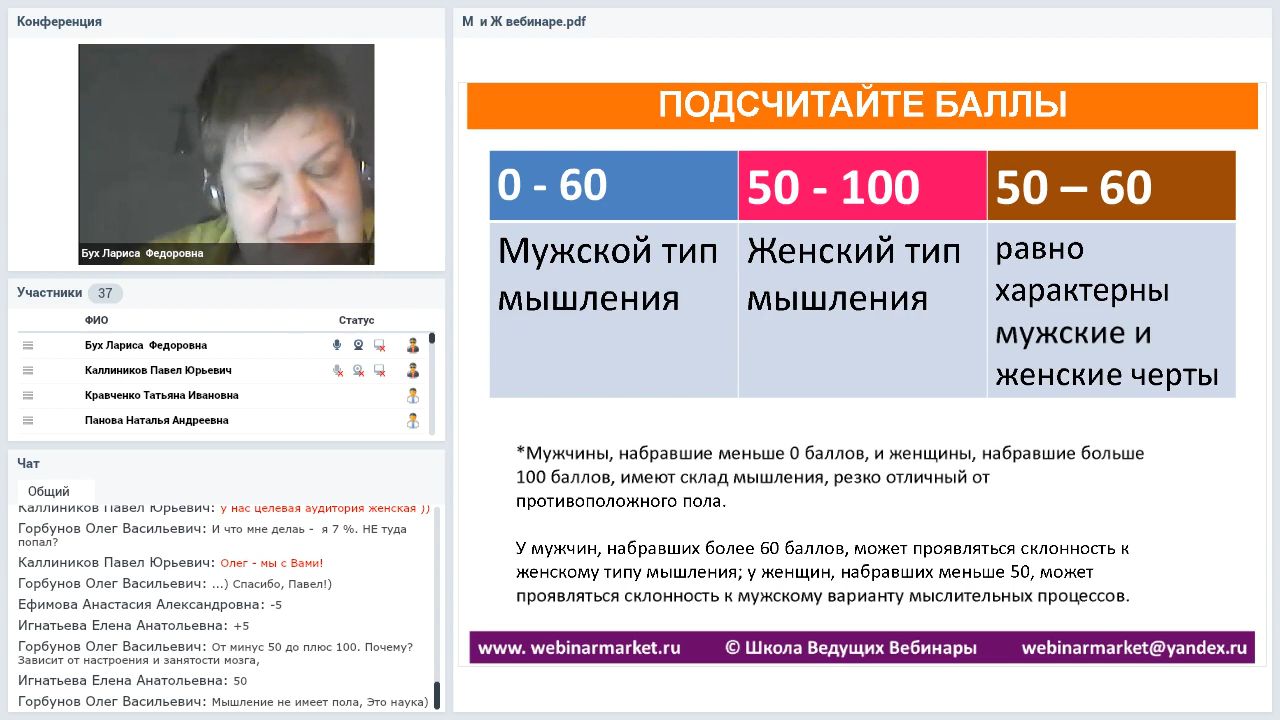 Конференция
Бух Лариса  Федоровна
Участники 37
ФИО Статус
Бух Лариса  Федоровна
Каллиников Павел Юрьевич
Кравченко Татьяна Ивановна
Панова Наталья Андреевна
Чат
Общий
Каллиников Павел Юрьевич: у нас целевая аудитория женская ))
Горбунов Олег Васильевич: И что мне делаь -  я 7 %. НЕ туда
попал?
Каллиников Павел Юрьевич: Олег - мы с Вами!
Горбунов Олег Васильевич: ...) Спасибо, Павел!)
Ефимова Анастасия Александровна: -5
Игнатьева Елена Анатольевна: +5
Горбунов Олег Васильевич: От минус 50 до плюс 100. Почему?
Зависит от настроения и занятости мозга,
Игнатьева Елена Анатольевна: 50
Горбунов Олег Васильевич: Мышление не имеет пола, Это наука)
М  и Ж вебинаре.pdf
ПОДСЧИТАЙТЕ БАЛЛЫ
0 - 60
50 - 100
50 – 60
Мужской тип
мышления
Женский тип
мышления
равно
характерны
мужские и
женские черты
*Мужчины, набравшие меньше 0 баллов, и женщины, набравшие больше
100 баллов, имеют склад мышления, резко отличный от
противоположного пола.
У мужчин, набравших более 60 баллов, может проявляться склонность к
женскому типу мышления; у женщин, набравших меньше 50, может
проявляться склонность к мужскому варианту мыслительных процессов.
www. webinarmarket.ru © Школа Ведущих Вебинары webinarmarket@yandex.ru